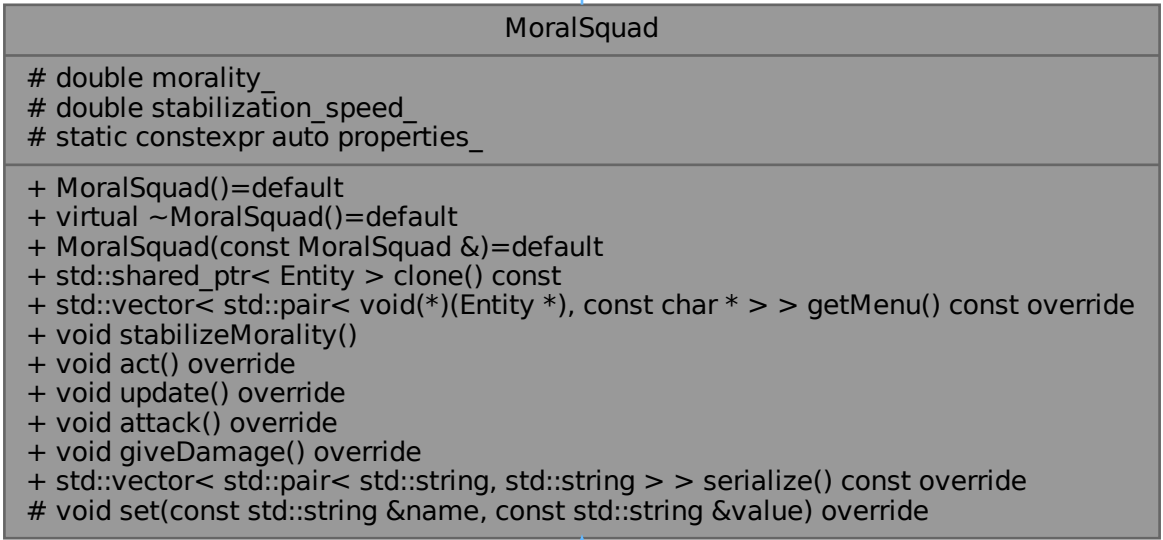 MoralSquad
# double morality_
# double stabilization_speed_
# static constexpr auto properties_
+ MoralSquad()=default
+ virtual ~MoralSquad()=default
+ MoralSquad(const MoralSquad &)=default
+ std::shared_ptr< Entity > clone() const
+ std::vector< std::pair< void(*)(Entity *), const char * > > getMenu() const override
+ void stabilizeMorality()
+ void act() override
+ void update() override
+ void attack() override
+ void giveDamage() override
+ std::vector< std::pair< std::string, std::string > > serialize() const override
# void set(const std::string &name, const std::string &value) override